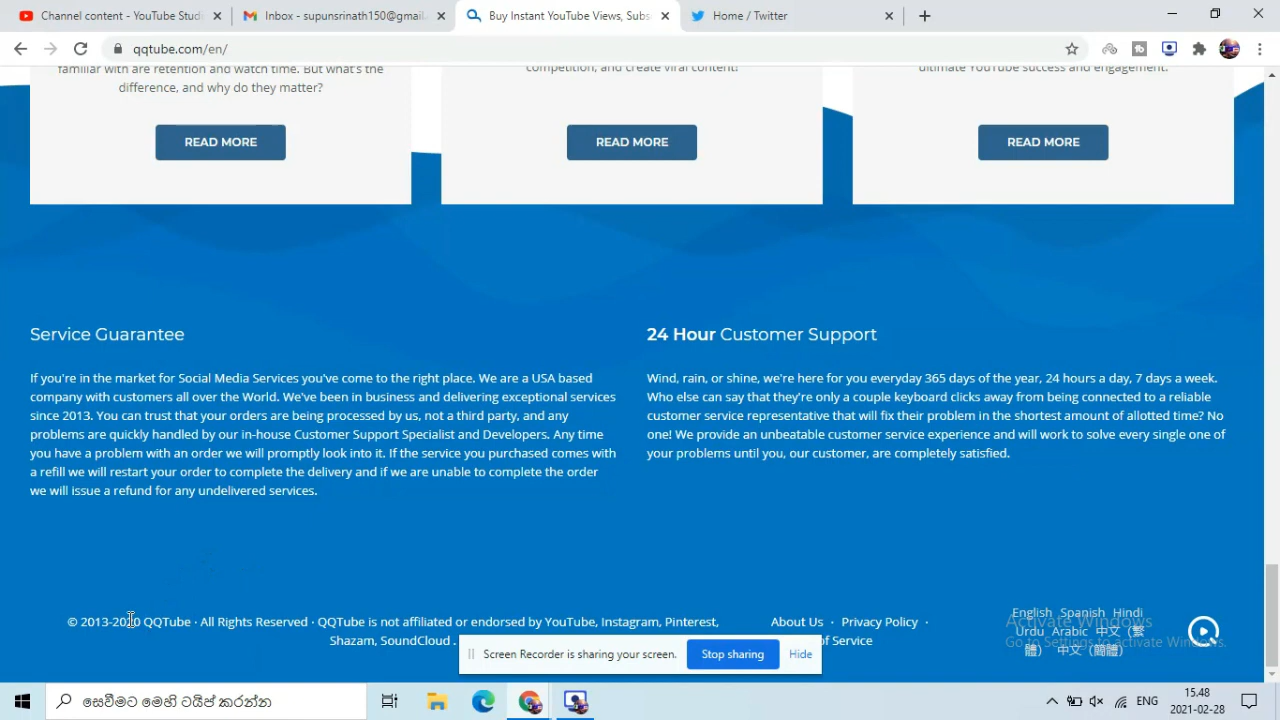 Channel content - YouTube Stud
Inbox - supunsrinath150@gmail.
Buy Instant YouTube Views, Subs
Home / Twitter
qqtube.com/en/
familiar with are retention and watch time. But what's the
difference, and why do they matter?
READ MORE
competition, and create viral content!
READ MORE
ultimate YouTube success and engagement.
READ MORE
Service Guarantee
If you're in the market for Social Media Services you've come to the right place. We are a USA based
company with customers all over the World. We've been in business and delivering exceptional services
since 2013. You can trust that your orders are being processed by us, not a third party, and any
problems are quickly handled by our in-house Customer Support Specialist and Developers. Any time
you have a problem with an order we will promptly look into it. If the service you purchased comes with
a refill we will restart your order to complete the delivery and if we are unable to complete the order
we will issue a refund for any undelivered services.
24 Hour Customer Support
Wind, rain, or shine, we're here for you everyday 365 days of the year, 24 hours a day, 7 days a week.
Who else can say that they're only a couple keyboard clicks away from being connected to a reliable
customer service representative that will fix their problem in the shortest amount of allotted time? No
one! We provide an unbeatable customer service experience and will work to solve every single one of
your problems until you, our customer, are completely satisfied.
© 2013-2020 QQTube · All Rights Reserved · QQTube is not affiliated or endorsed by YouTube, Instagram, Pinterest,
Shazam, SoundCloud .
About Us · Privacy Policy ·
of Service
English Spanish Hindi
Urdu Arabic 中文 (繁
體) 中文 (簡體)
Activate Windows
Go to Settings to activate Windows.
Screen Recorder is sharing your screen.
Stop sharing
Hide
සෙවීමට මෙහි ටයිප් කරන්න
ENG
15.48
2021-02-28